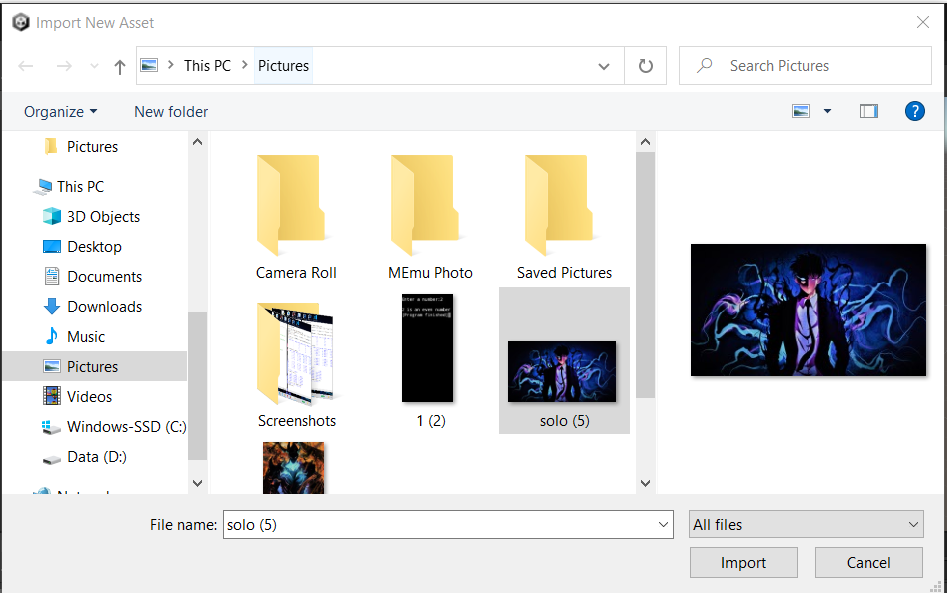 Import New Asset
This PC
Pictures
Search Pictures
Organize
New folder
?
Pictures
This PC
3D Objects
Desktop
Documents
Downloads
Music
Pictures
Videos
Windows-SSD (C:)
Data (D:)
Camera Roll
MEmu Photo
Saved Pictures
Enter a number:2
2 is an even number
[Program finished]
Screenshots
1 (2)
solo (5)
File name:
solo (5)
All files
Import
Cancel